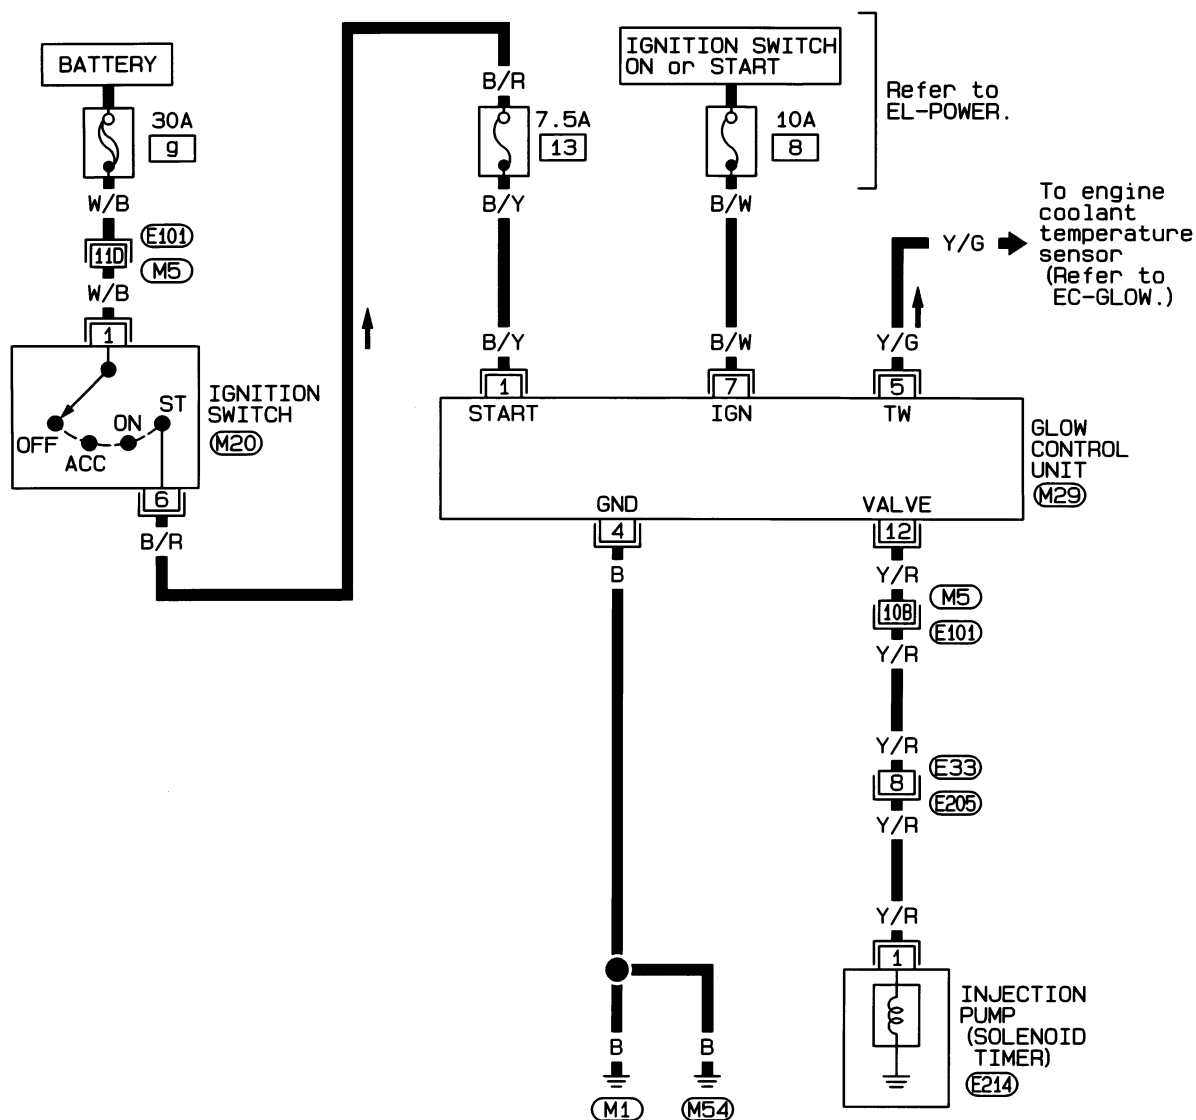 BATTERY
30A
g
W/B
E101
11D
M5
W/B
1
IGNITION
SWITCH
M20
OFF
ACC
ON
ST
6
B/R
B/R
7.5A
13
B/Y
B/Y
1
START
IGNITION SWITCH
ON or START
10A
8
B/W
B/W
7
IGN
Refer to
EL-POWER.
To engine
coolant
temperature
sensor
(Refer to
EC-GLOW.)
Y/G
Y/G
5
TW
GLOW
CONTROL
UNIT
M29
GND
4
B
VALVE
12
Y/R
M5
10B
E101
Y/R
Y/R
E33
8
E205
Y/R
Y/R
1
INJECTION
PUMP
(SOLENOID
TIMER)
E214
B
B
M1
M54